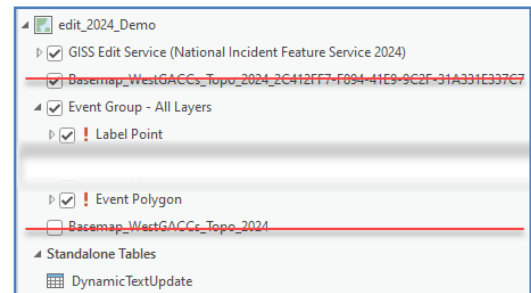 edit_2024_Demo
GISS Edit Service (National Incident Feature Service 2024)
Basemap_WestGACCs_Topo_2024_2C412FF7-F894-41E9-9C2F-31A331E337C7
Event Group - All Layers
! Label Point
! Event Polygon
Basemap_WestGACCs_Topo_2024
Standalone Tables
DynamicTextUpdate